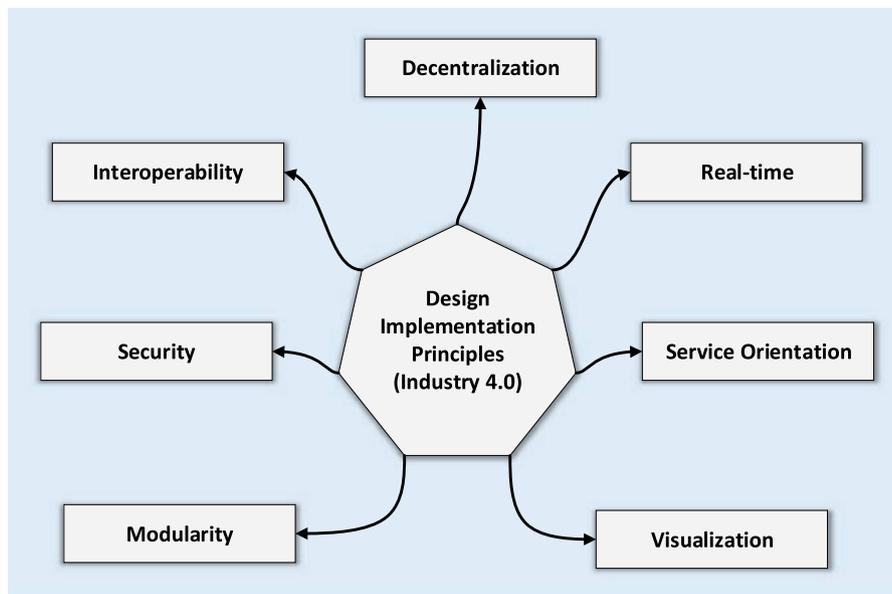 Decentralization
Interoperability
Real-time
Design
Implementation
Principles
(Industry 4.0)
Security
Service Orientation
Modularity
Visualization